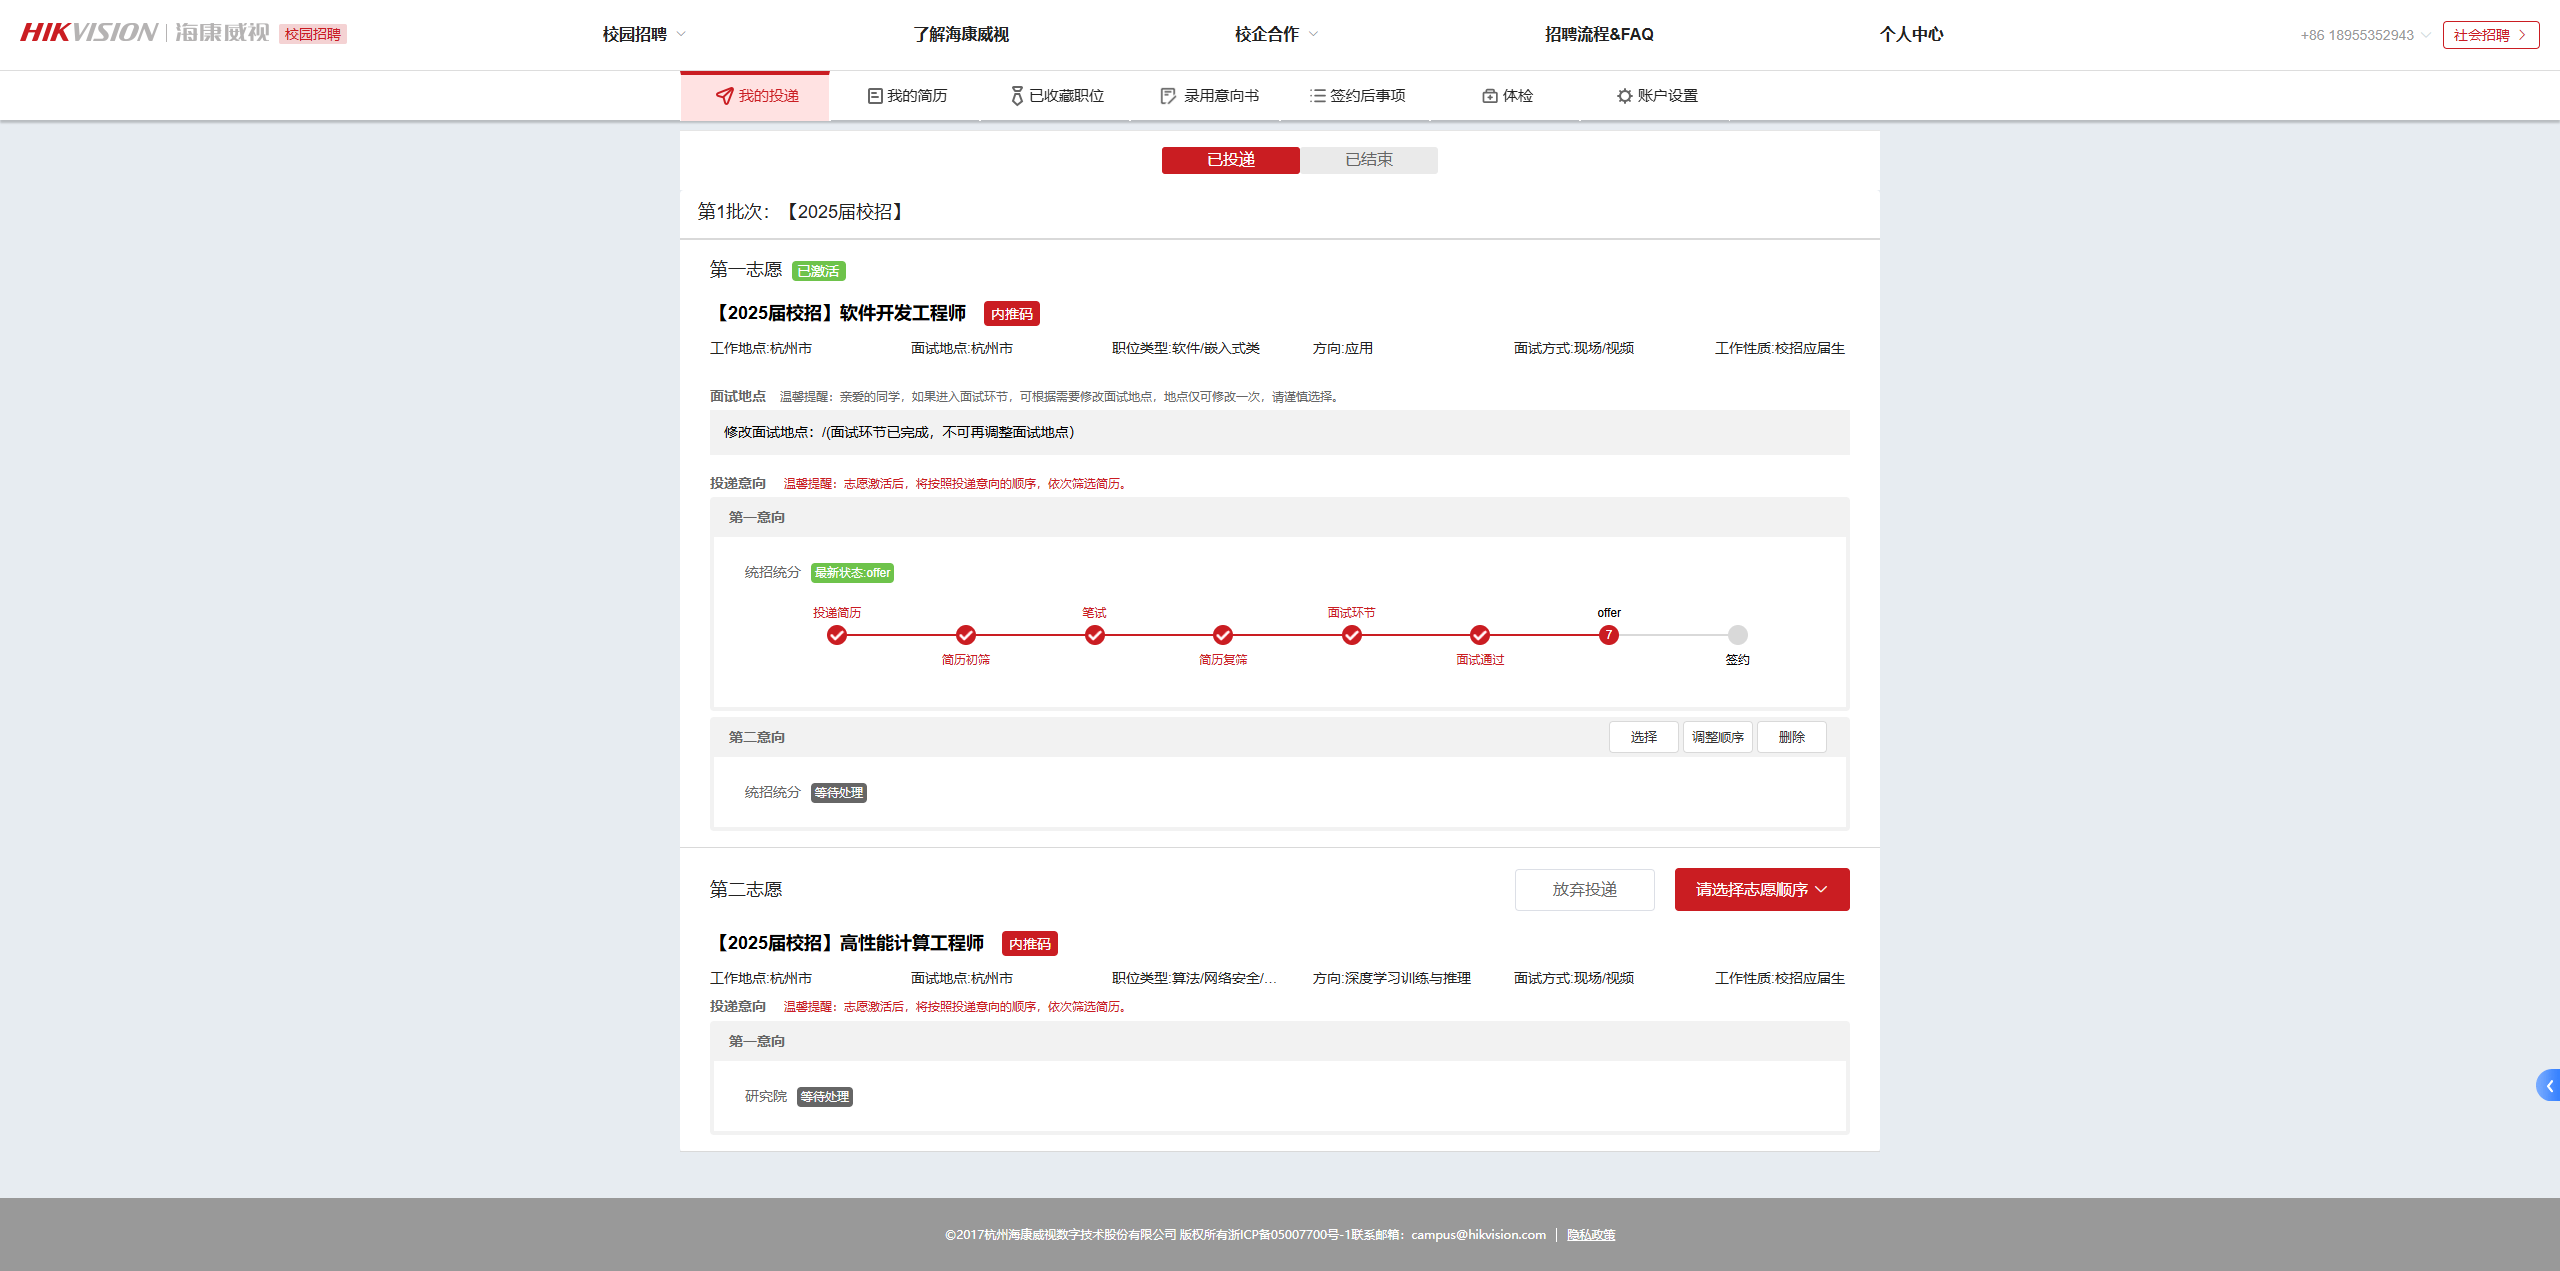 HIKVISION 海康威视 校园招聘
校园招聘 了解海康威视 校企合作 招聘流程&FAQ 个人中心 +86 18955352943 社会招聘
我的投递 我的简历 已收藏职位 录用意向书 签约后事项 体检 账户设置
已投递 已结束
第1批次：【2025届校招】
第一志愿 已激活
【2025届校招】软件开发工程师 内推码
工作地点:杭州市 面试地点:杭州市 职位类型:软件/嵌入式类 方向:应用 面试方式:现场/视频 工作性质:校招应届生
面试地点 温馨提醒：亲爱的同学，如果进入面试环节，可根据需要修改面试地点，地点仅可修改一次，请谨慎选择。
修改面试地点：/(面试环节已完成，不可再调整面试地点)
投递意向 温馨提醒：志愿激活后，将按照投递意向的顺序，依次筛选简历。
第一意向
统招统分 最新状态:offer
投递简历 笔试 面试环节 offer
7
简历初筛 简历复筛 面试通过 签约
第二意向 选择 调整顺序 删除
统招统分 等待处理
第二志愿 放弃投递 请选择志愿顺序
【2025届校招】高性能计算工程师 内推码
工作地点:杭州市 面试地点:杭州市 职位类型:算法/网络安全/... 方向:深度学习训练与推理 面试方式:现场/视频 工作性质:校招应届生
投递意向 温馨提醒：志愿激活后，将按照投递意向的顺序，依次筛选简历。
第一意向
研究院 等待处理
©2017杭州海康威视数字技术股份有限公司 版权所有浙ICP备05007700号-1联系邮箱：campus@hikvision.com | 隐私政策